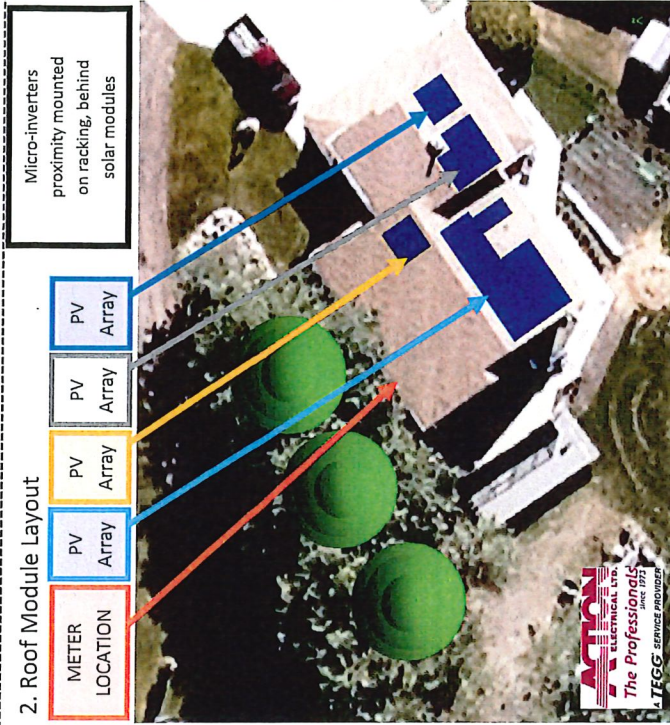 2. Roof Module Layout
METER
LOCATION
PV
Array
PV
Array
PV
Array
PV
Array
Micro-inverters
proximity mounted
on racking, behind
solar modules
ACTION
ELECTRICAL LTD.
The Professionals
since 1973
A TEGG SERVICE PROVIDER